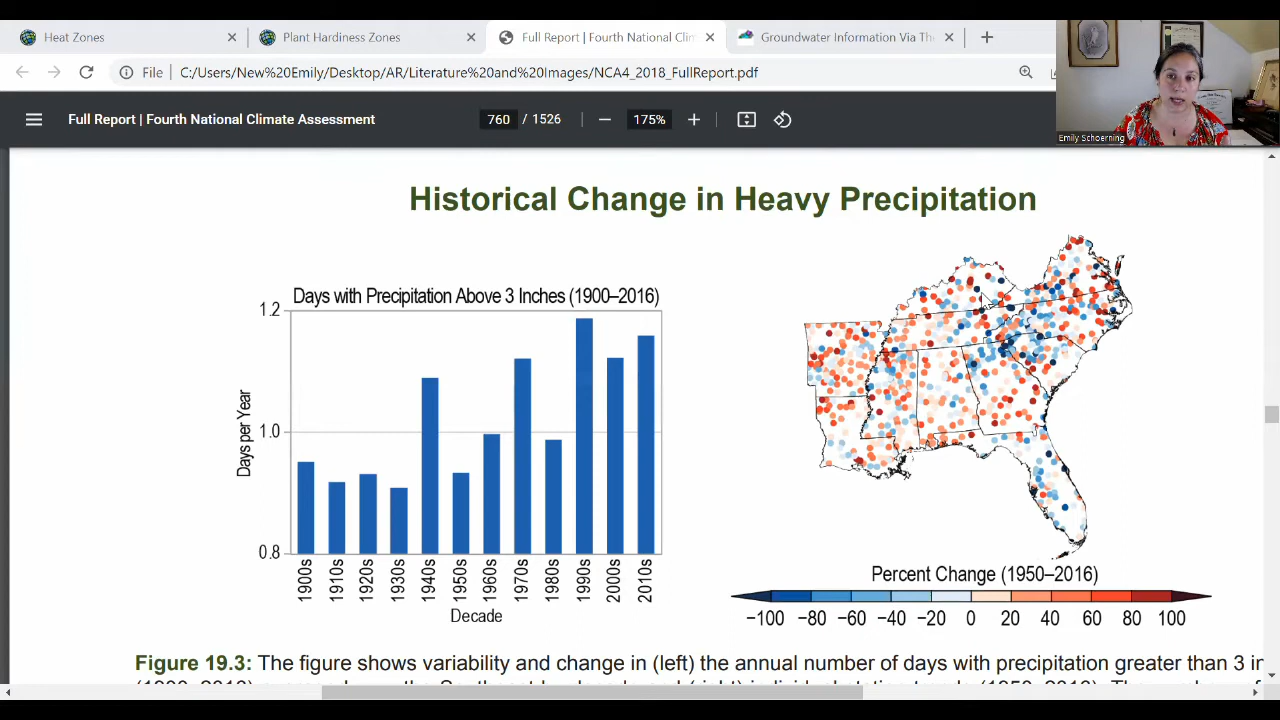 Heat Zones
Plant Hardiness Zones
Full Report | Fourth National Clim
Groundwater Information Via The
File
C:/Users/New%20Emily/Desktop/AR/Literature%20and%20Images/NCA4_2018_FullReport.pdf
Full Report | Fourth National Climate Assessment
760 / 1526
175%
Emily Schoerning
Historical Change in Heavy Precipitation
Days with Precipitation Above 3 Inches (1900–2016)
1.2
1.0
0.8
Days per Year
1900s
1910s
1920s
1930s
1940s
1950s
1960s
1970s
1980s
1990s
2000s
2010s
Decade
Percent Change (1950–2016)
−100 −80 −60 −40 −20 0 20 40 60 80 100
Figure 19.3: The figure shows variability and change in (left) the annual number of days with precipitation greater than 3 in